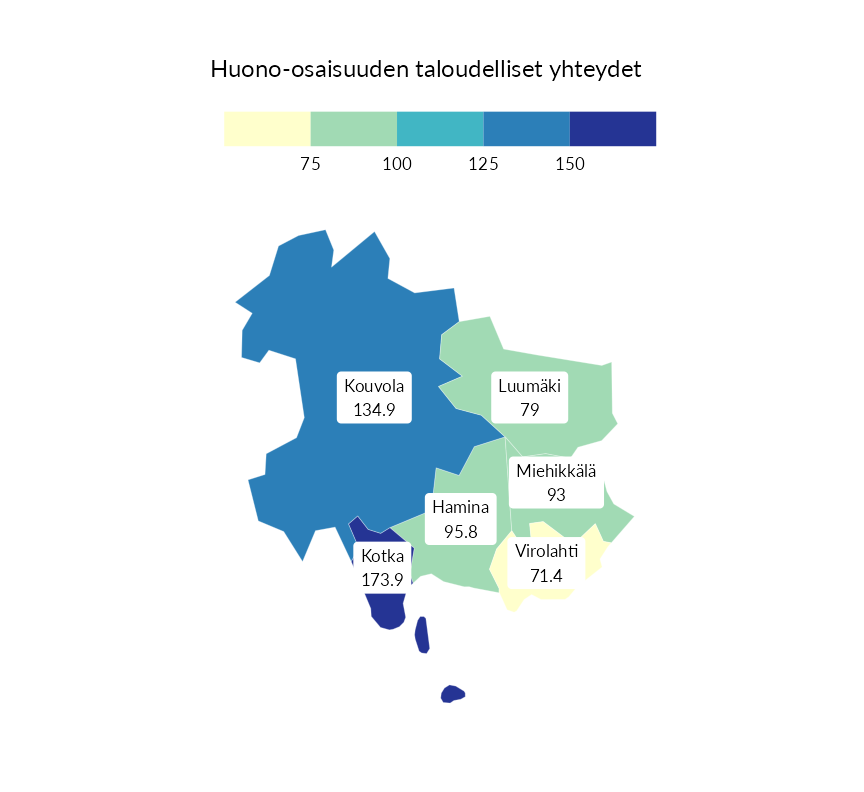 Huono-osaisuuden taloudelliset yhteydet
75 100 125 150
Kouvola
134.9
Luumäki
79
Miehikkälä
93
Hamina
95.8
Virolahti
71.4
Kotka
173.9